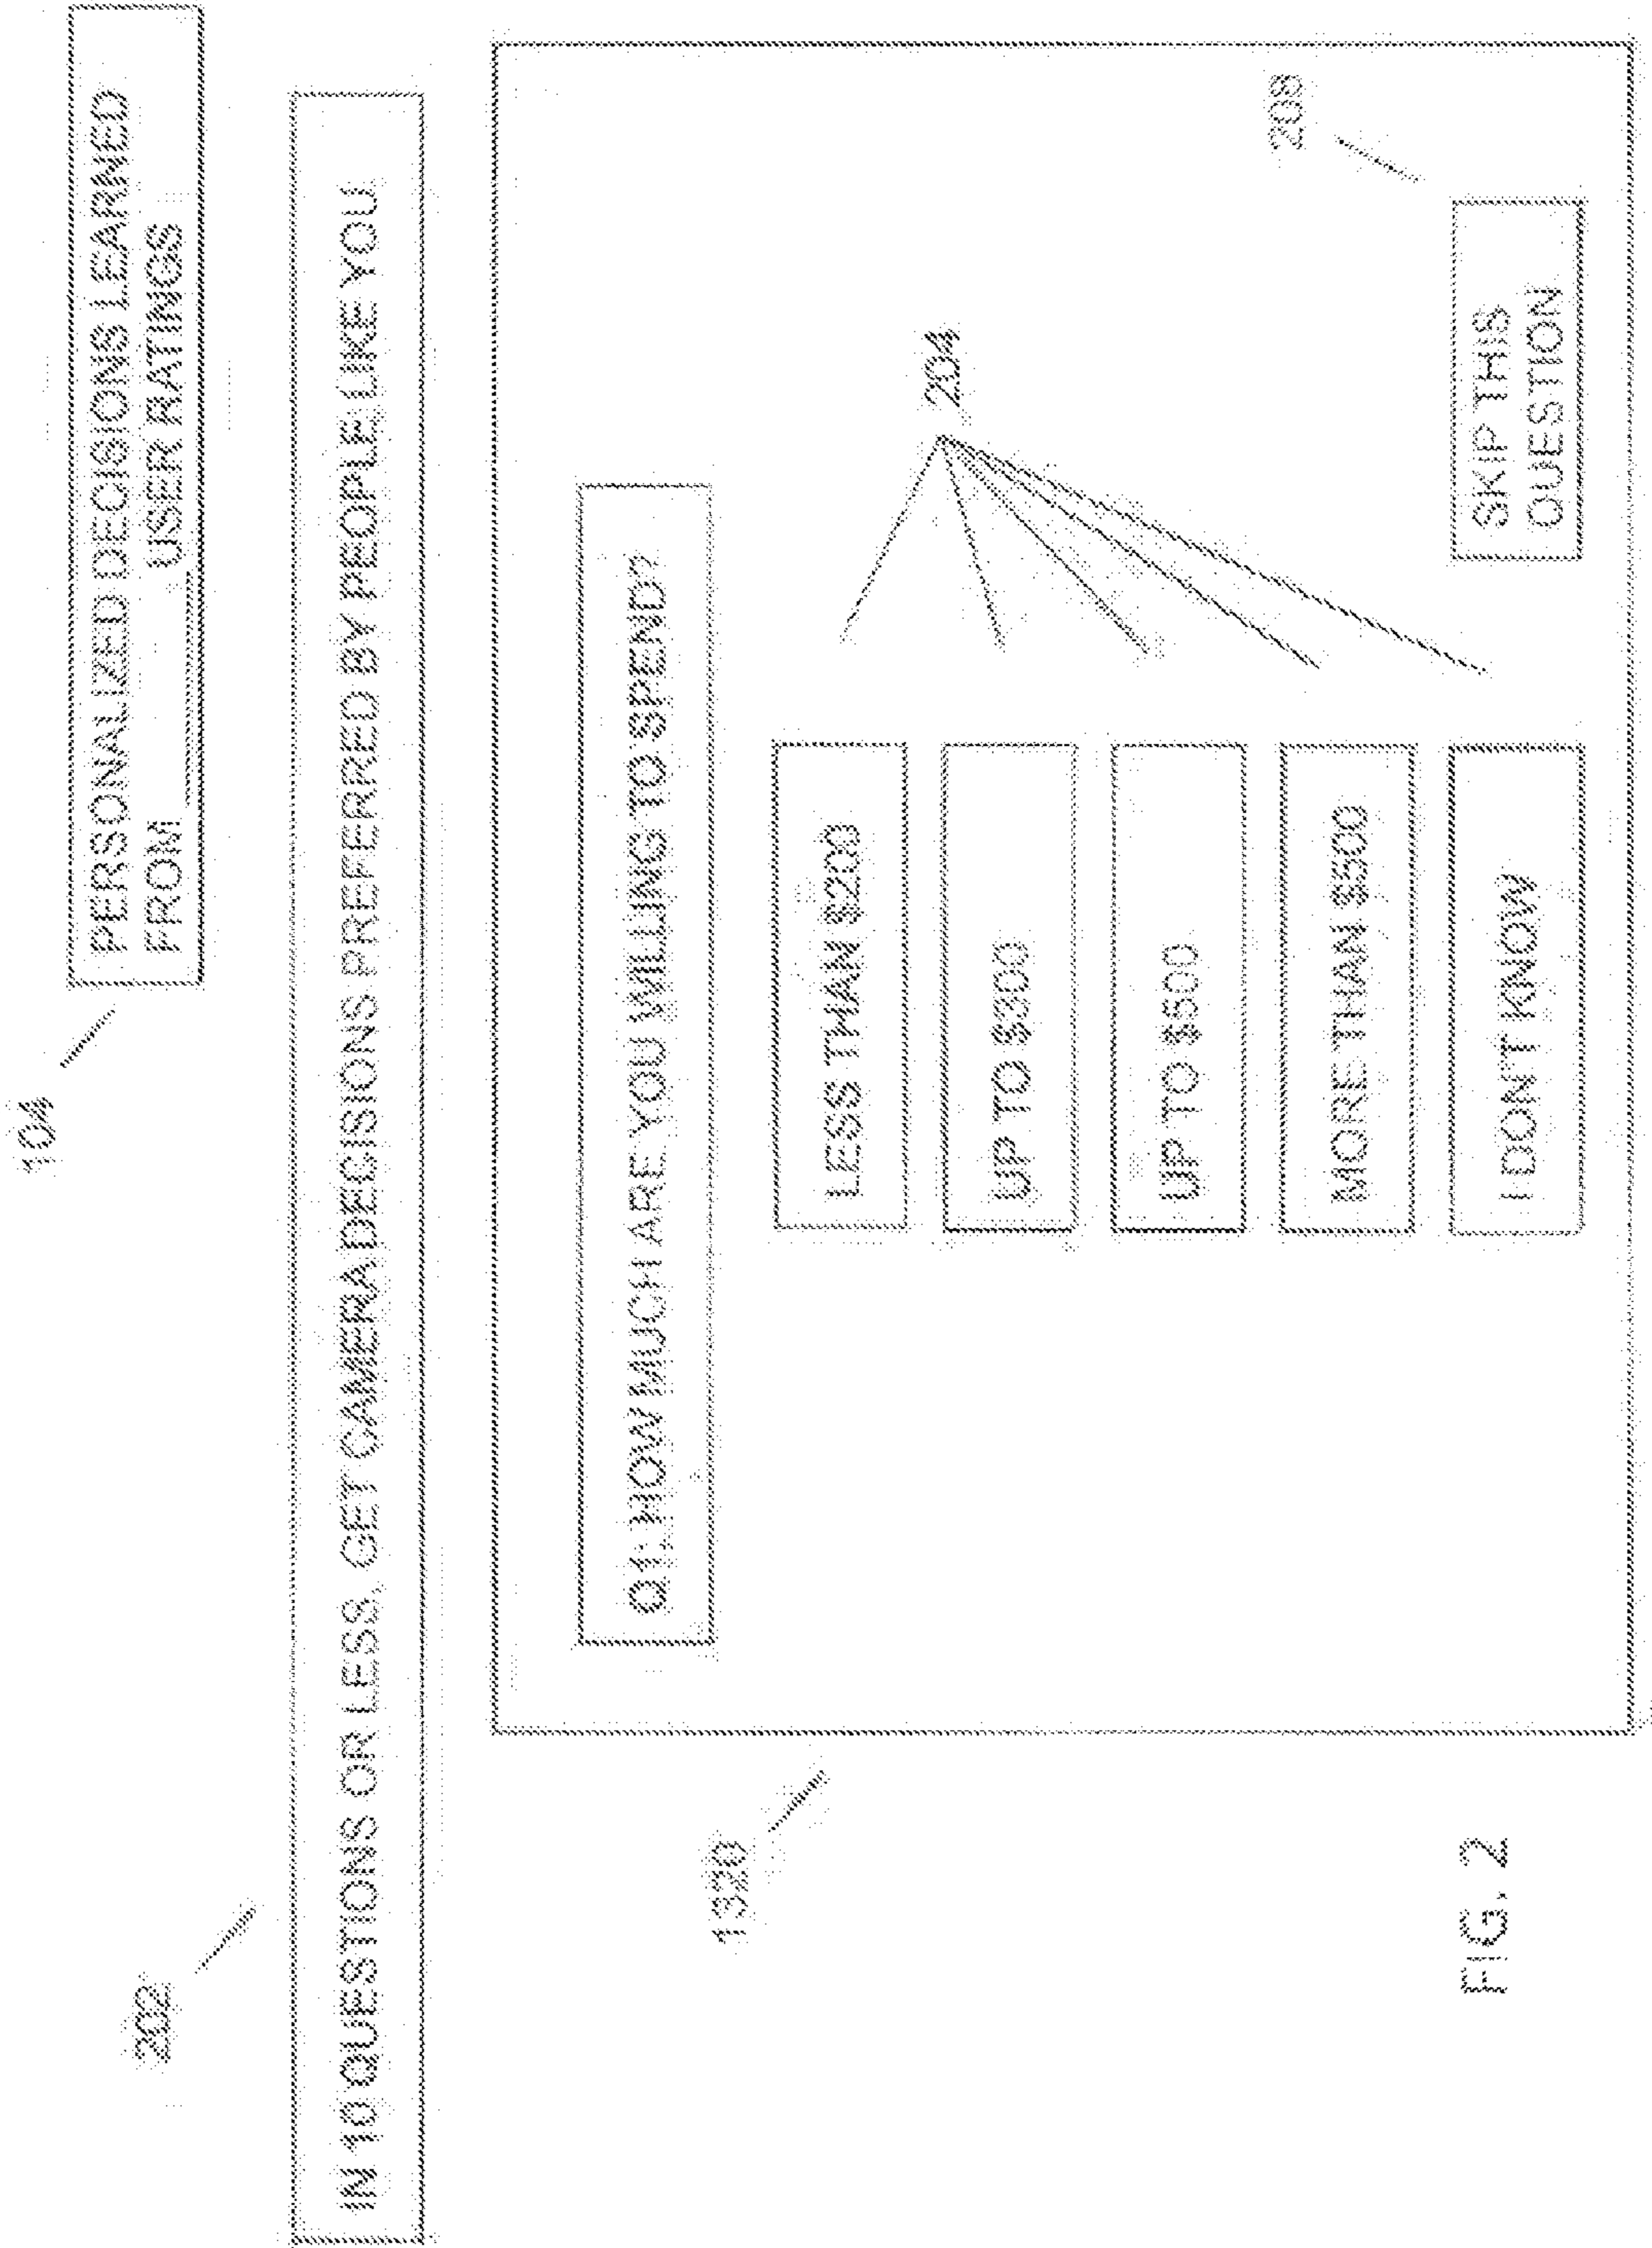 104
PERSONALIZED DECISIONS LEARNED
FROM ______ USER RATINGS
202
IN 10 QUESTIONS OR LESS, GET CAMERA DECISIONS PREFERRED BY PEOPLE LIKE YOU
1320
Q1: HOW MUCH ARE YOU WILLING TO SPEND?
LESS THAN $200
204
UP TO $300
UP TO $500
MORE THAN $500
I DON'T KNOW
208
SKIP THIS
QUESTION
FIG. 2